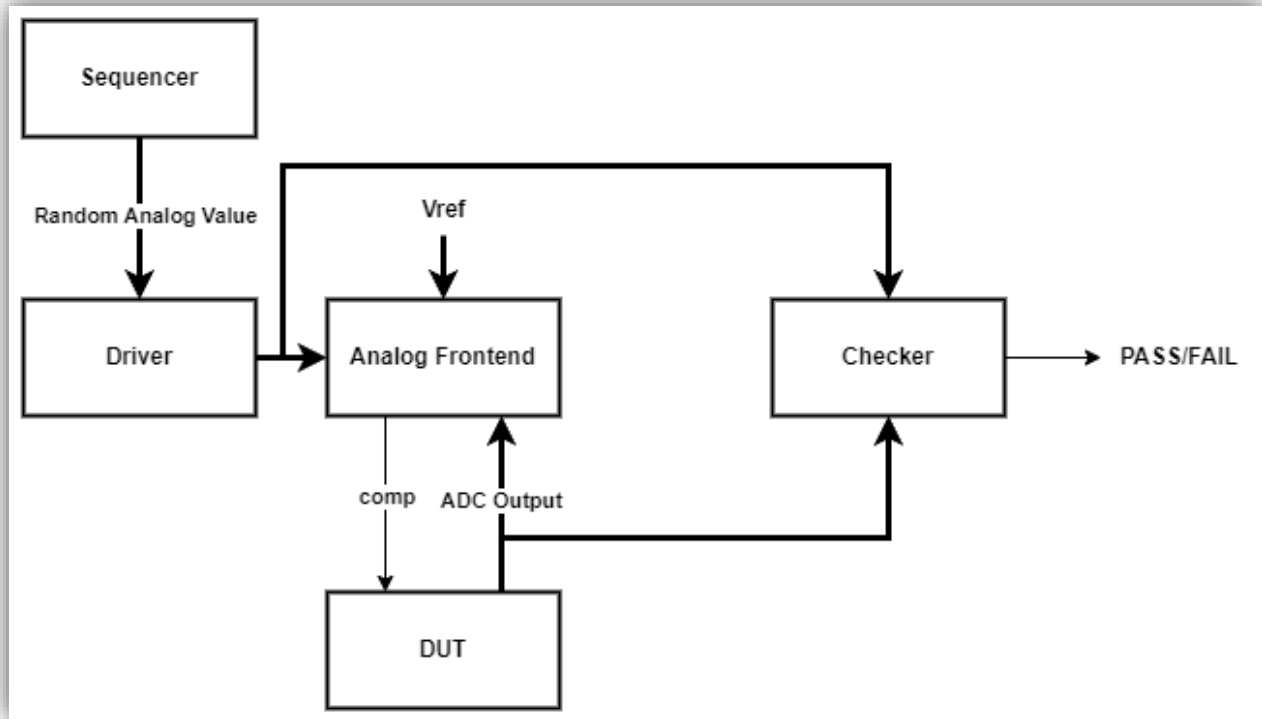 Sequencer
Random Analog Value
Vref
Driver
Analog Frontend
Checker
PASS/FAIL
comp
ADC Output
DUT